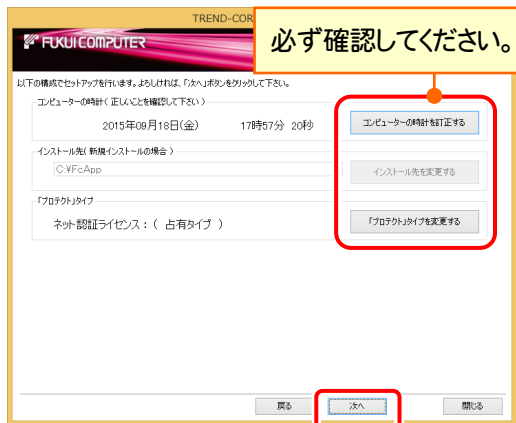 TREND-COR
必ず確認してください。
FUKUI COMPUTER
以下の構成でセットアップを行います。よろしければ、「次へ」ボタンをクリックして下さい。
コンピューターの時計（ 正しいことを確認して下さい ）
2015年09月18日(金) 17時57分 20秒
コンピューターの時計を訂正する
インストール先( 新規インストールの場合 )
C:¥FcApp
インストール先を変更する
「プロテクト」タイプ
ネット認証ライセンス：（ 占有タイプ ）
「プロテクト」タイプを変更する
戻る
次へ
閉じる